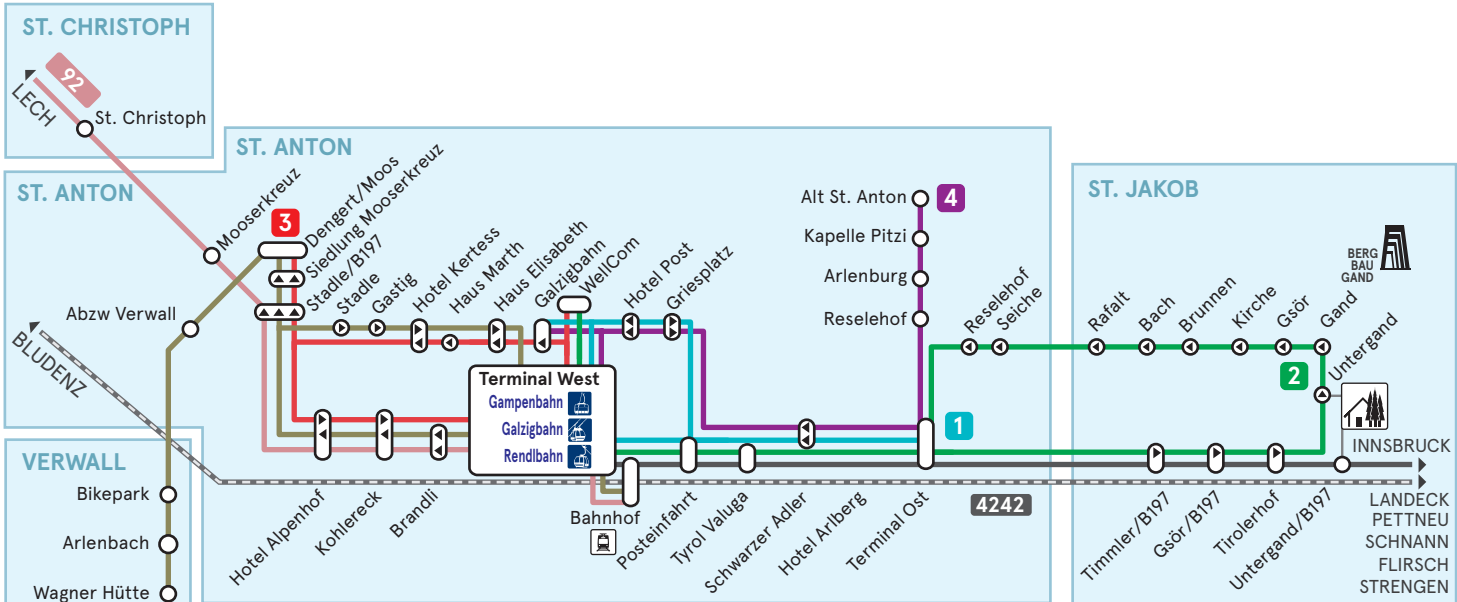 ST. CHRISTOPH
92
LECH
St. Christoph
ST. ANTON
ST. ANTON
Mooserkreuz
3
Dengert/Moos
Siedlung Mooserkreuz
Stadle/B197
Stadle
Gastig
Hotel Kertess
Haus Marth
Haus Elisabeth
Galzigbahn
WellCom
Hotel Post
Griesplatz
Abzw Verwall
BLUDENZ
Terminal West
Gampenbahn
Galzigbahn
Rendlbahn
Alt St. Anton
4
Kapelle Pitzi
Arlenburg
Reselehof
ST. JAKOB
BERG
BAU
GAND
Reselehof
Seiche
Rafalt
Bach
Brunnen
Kirche
Gsör
Gand
Untergand
2
1
INNSBRUCK
LANDECK
PETTNEU
SCHNANN
FLIRSCH
STRENGEN
VERWALL
Bikepark
Arlenbach
Wagner Hütte
Hotel Alpenhof
Kohlereck
Brandli
Bahnhof
Posteinfahrt
Tyrol Valuga
Schwarzer Adler
Hotel Arlberg
Terminal Ost
4242
Timmler/B197
Gsör/B197
Tirolerhof
Untergand/B197